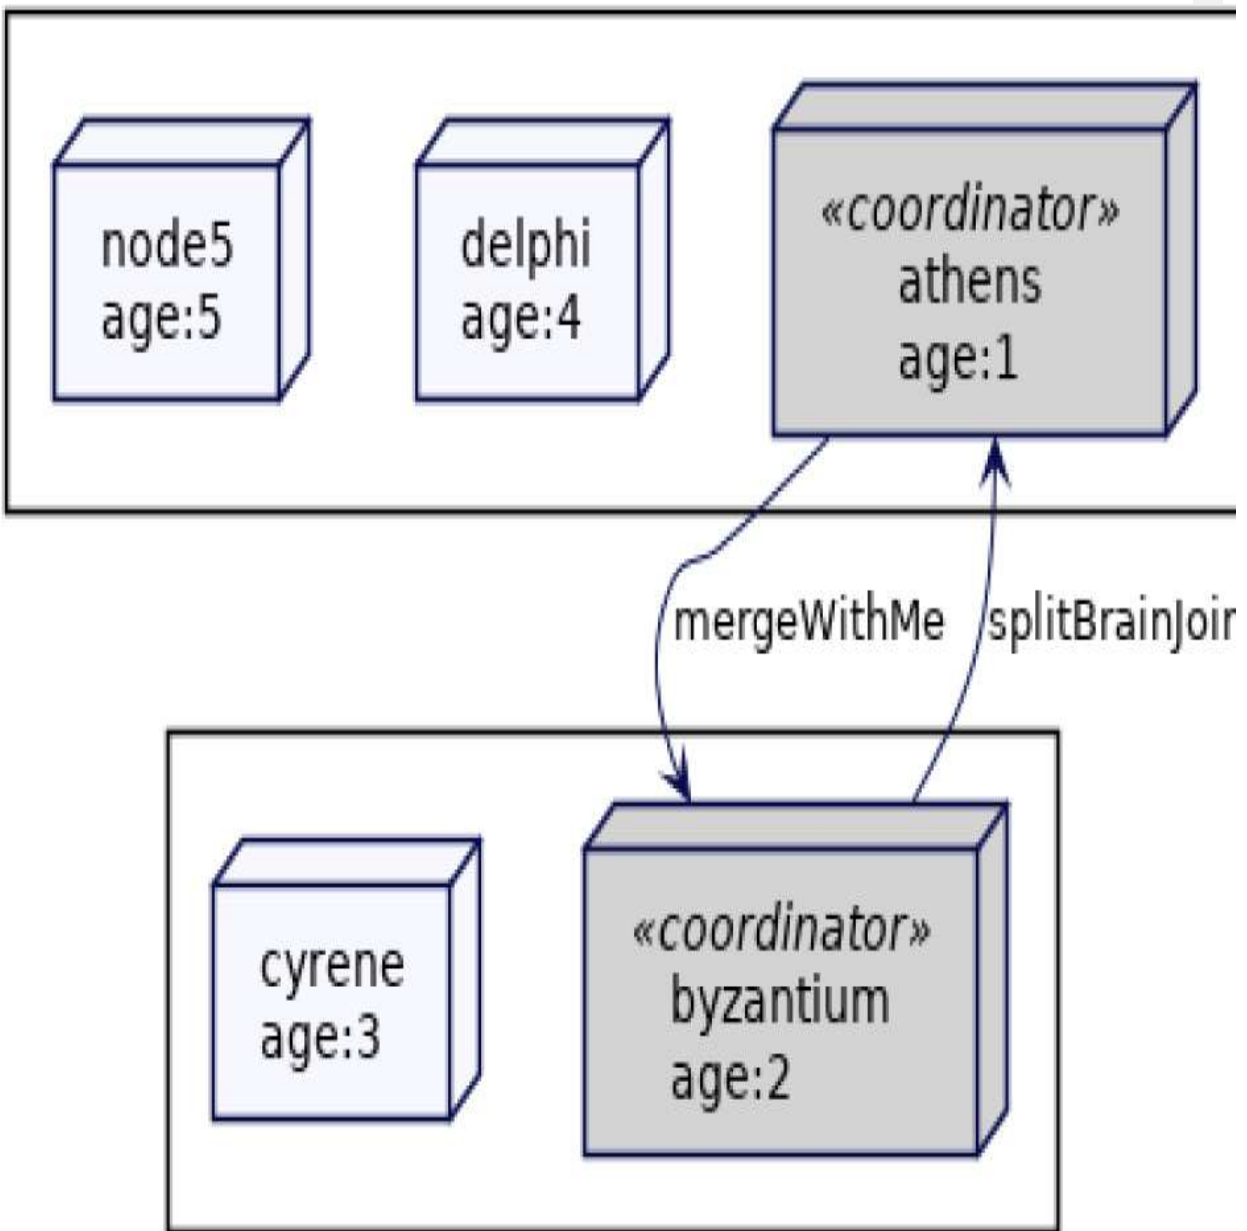 node5
age:5
delphi
age:4
«coordinator»
athens
age:1
mergeWithMe
cyrene
age:3
«coordinator»
byzantium
age:2